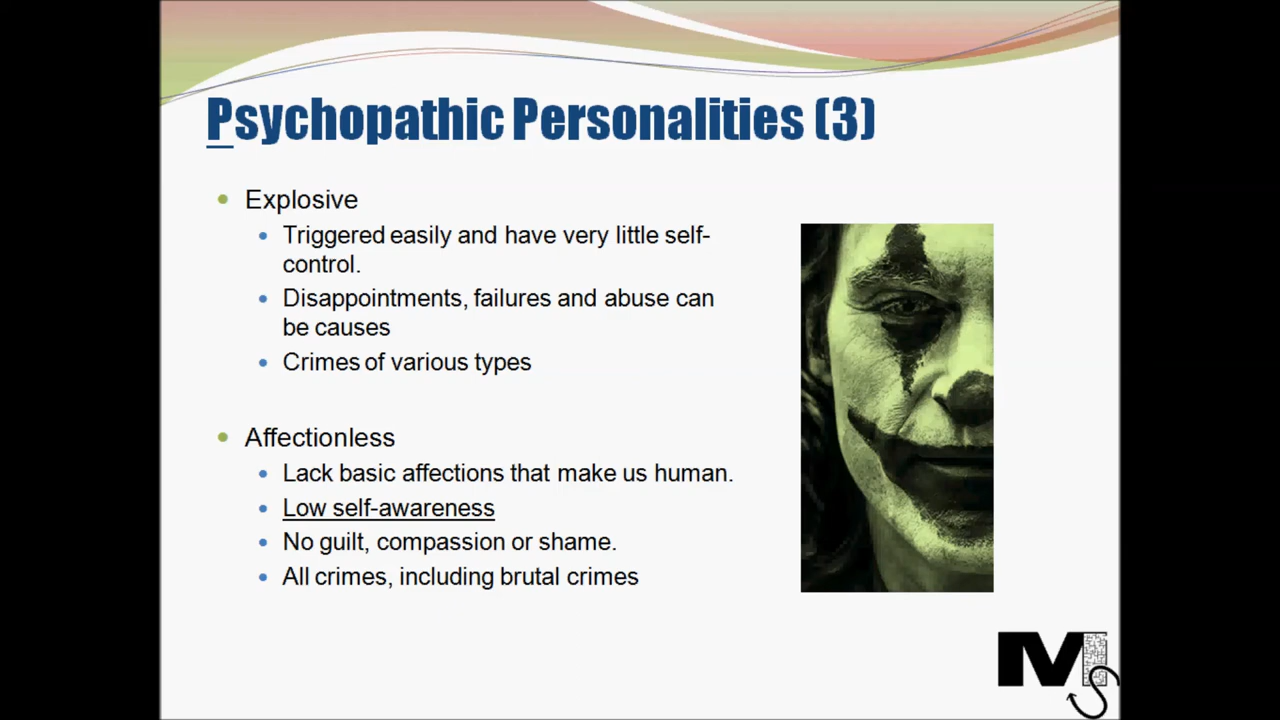 Psychopathic Personalities (3)
Explosive
Triggered easily and have very little self-
control.
Disappointments, failures and abuse can
be causes
Crimes of various types
Affectionless
Lack basic affections that make us human.
Low self-awareness
No guilt, compassion or shame.
All crimes, including brutal crimes